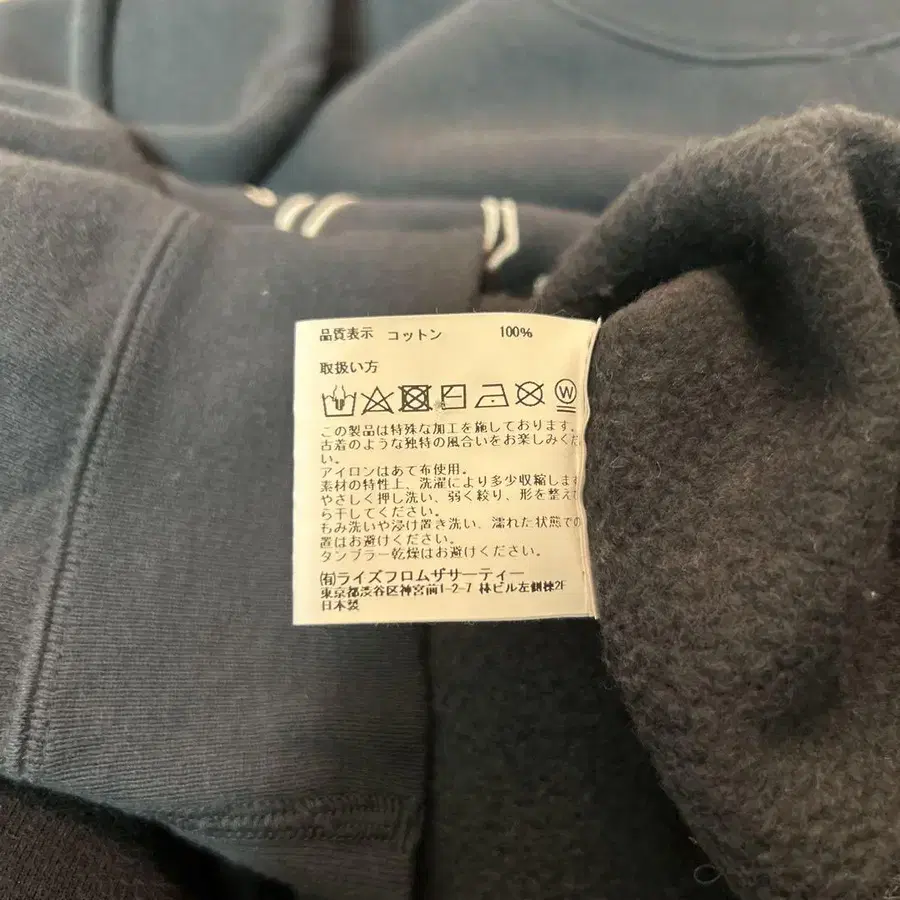 品質表示 コットン 100%
取扱い方
W
この製品は特殊な加工を施しております。
古着のような独特の風合いをお楽しみくだ
い。
アイロンはあて布使用。
素材の特性上、洗濯により多少収縮しま
やさしく押し洗い、弱く絞り、形を整え
ら干してください。
もみ洗いや浸け置き洗い、濡れた状態での
置はお避けください。
タンブラー乾燥はお避けください。
(有)ライズフロムザサーティー
東京都渋谷区神宮前1-2-7 林ビル左側棟2F
日本製